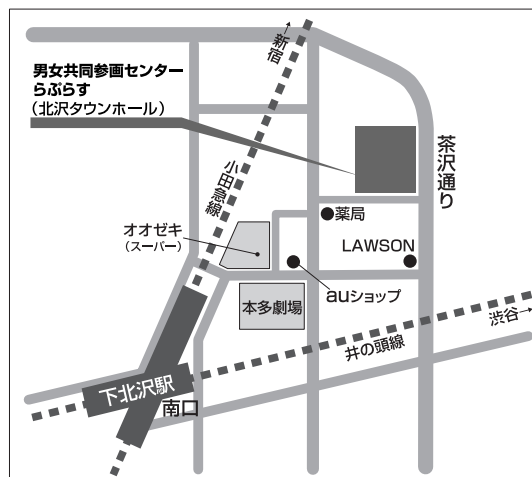 →新宿
男女共同参画センター
らぷらす
（北沢タウンホール）
茶沢通り
小田急線
薬局
オオゼキ
（スーパー）
LAWSON
auショップ
本多劇場
渋谷→
井の頭線
下北沢駅
南口